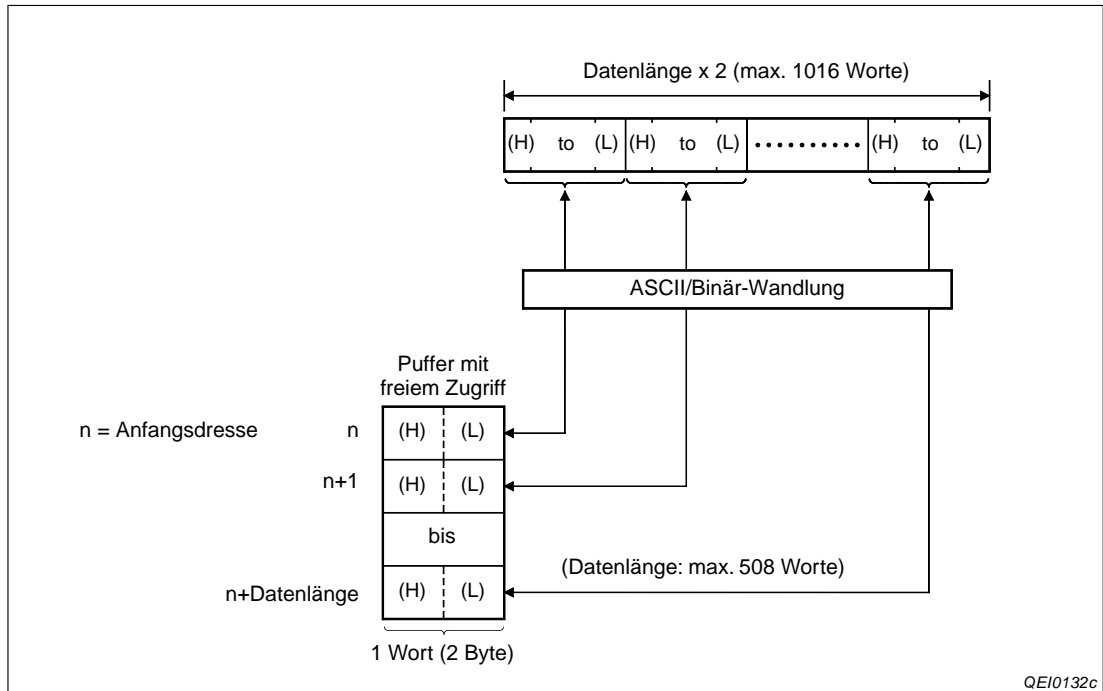 Datenlänge x 2 (max. 1016 Worte)
(H) to (L) (H) to (L) .......... (H) to (L)
ASCII/Binär-Wandlung
Puffer mit
freiem Zugriff
n = Anfangsdresse n (H) (L)
n+1 (H) (L)
bis
(Datenlänge: max. 508 Worte)
n+Datenlänge (H) (L)
1 Wort (2 Byte)
QEI0132c